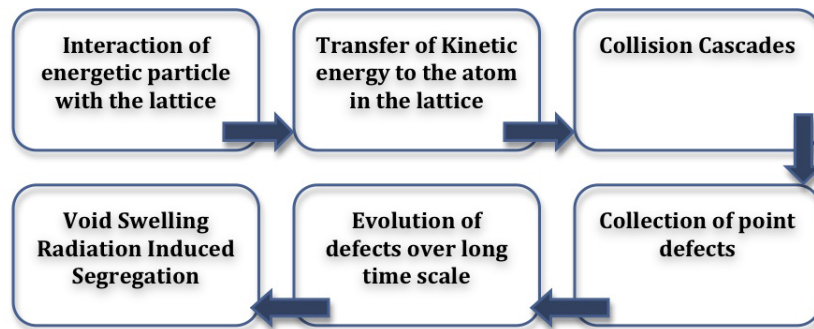 Interaction of
energetic particle
with the lattice
Transfer of Kinetic
energy to the atom
in the lattice
Collision Cascades
Collection of point
defects
Evolution of
defects over long
time scale
Void Swelling
Radiation Induced
Segregation